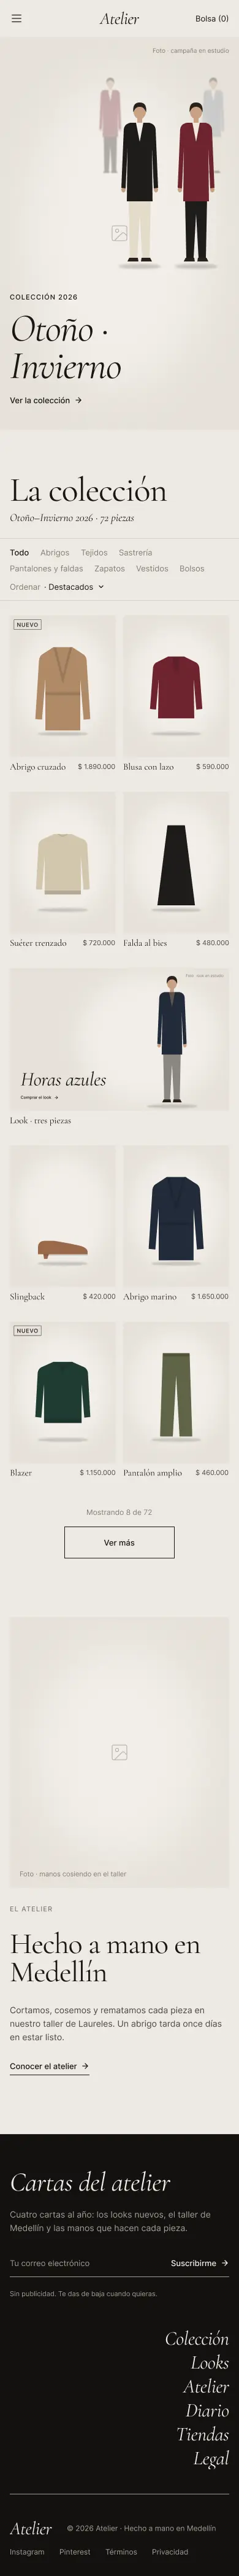 Atelier
Bolsa (0)
Foto · campaña en estudio
COLECCIÓN 2026
Otoño ·
Invierno
Ver la colección →
La colección
Otoño–Invierno 2026 · 72 piezas
Todo Abrigos Tejidos Sastrería
Pantalones y faldas Zapatos Vestidos Bolsos
Ordenar · Destacados
NUEVO
Abrigo cruzado $ 1.890.000
Blusa con lazo $ 590.000
Suéter trenzado $ 720.000
Falda al bies $ 480.000
Horas azules
Comprar el look →
Look · tres piezas
Slingback $ 420.000
Abrigo marino $ 1.650.000
NUEVO
Blazer $ 1.150.000
Pantalón amplio $ 460.000
Mostrando 8 de 72
Ver más
Foto · manos cosiendo en el taller
EL ATELIER
Hecho a mano en
Medellín
Cortamos, cosemos y rematamos cada pieza en
nuestro taller de Laureles. Un abrigo tarda once días
en estar listo.
Conocer el atelier →
Cartas del atelier
Cuatro cartas al año: los looks nuevos, el taller de
Medellín y las manos que hacen cada pieza.
Tu correo electrónico Suscribirme →
Sin publicidad. Te das de baja cuando quieras.
Colección
Looks
Atelier
Diario
Tiendas
Legal
Atelier © 2026 Atelier · Hecho a mano en Medellín
Instagram Pinterest Términos Privacidad